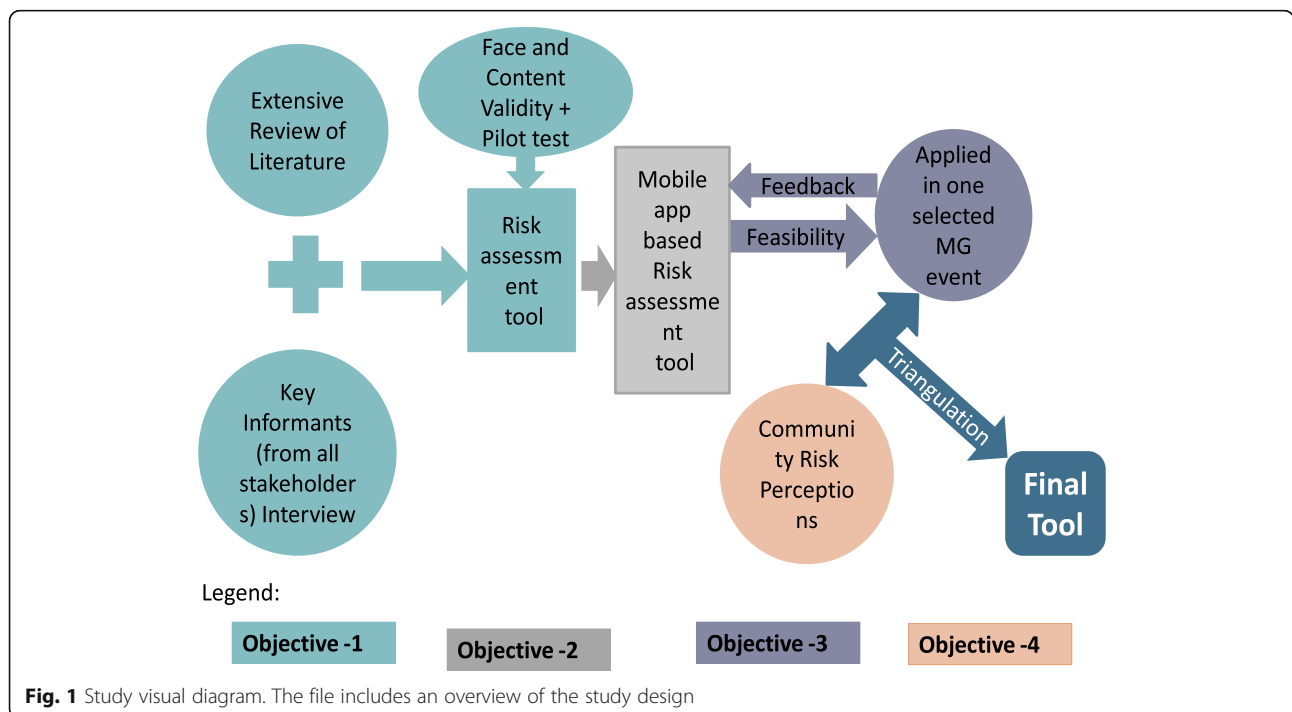 Extensive
Review of
Literature
Face and
Content
Validity +
Pilot test
Key
Informants
(from all
stakeholder
s) Interview
Risk
assessm
ent
tool
Mobile
app
based
Risk
assessme
nt
tool
Feedback
Feasibility
Applied
in one
selected
MG
event
Communi
ty Risk
Perceptio
ns
Triangulation
Final
Tool
Legend:
Objective -1
Objective -2
Objective -3
Objective -4
Fig. 1 Study visual diagram. The file includes an overview of the study design